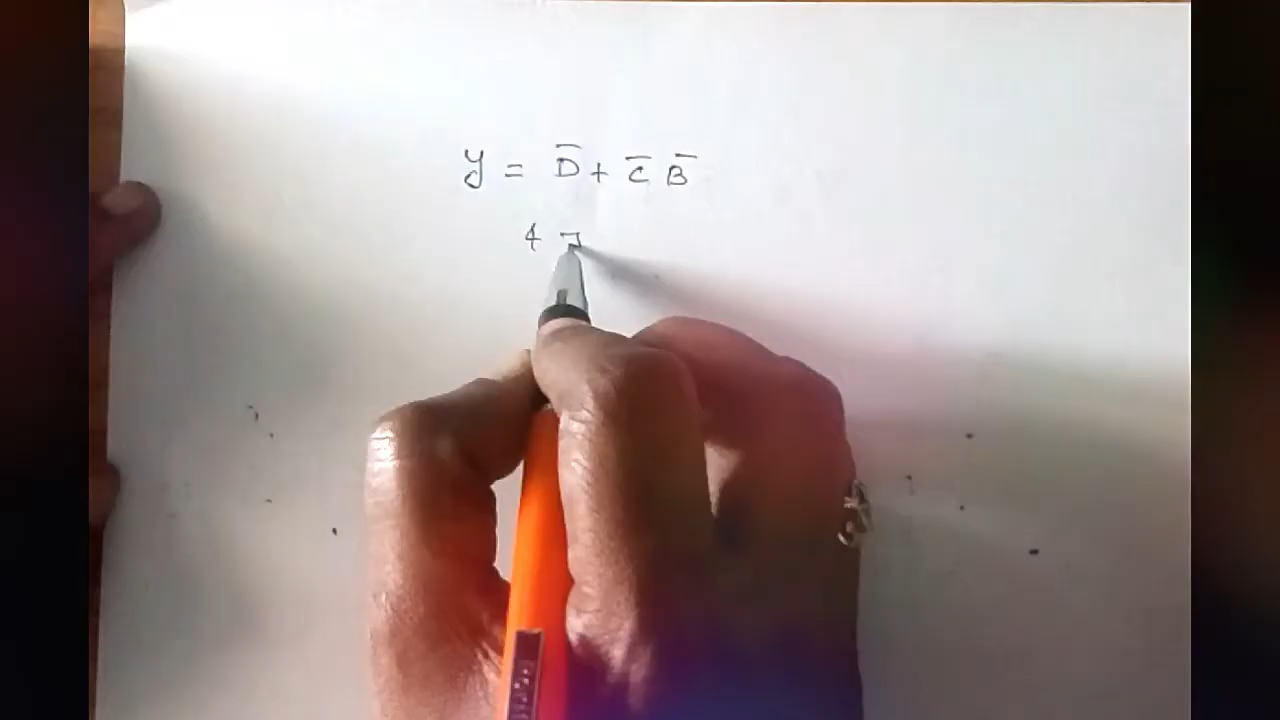 y = D̅ + C̅ B̅
4